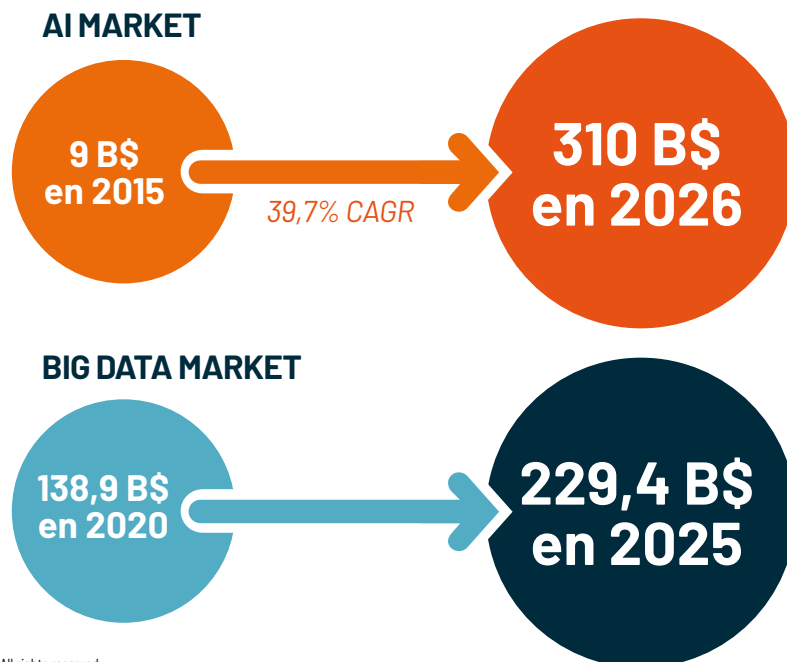 AI MARKET
9 B$
en 2015
39,7% CAGR
310 B$
en 2026
BIG DATA MARKET
138,9 B$
en 2020
229,4 B$
en 2025